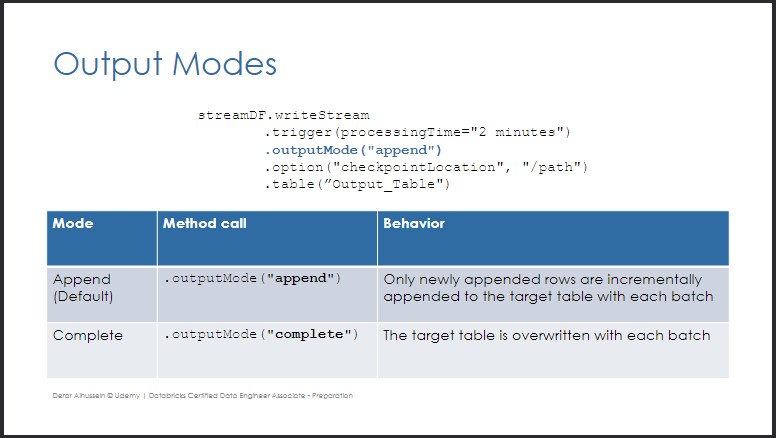 Output Modes
streamDF.writeStream
.trigger(processingTime="2 minutes")
.outputMode("append")
.option("checkpointLocation", "/path")
.table(”Output_Table")
Mode Method call Behavior
Append
(Default)
.outputMode("append")
Only newly appended rows are incrementally
appended to the target table with each batch
Complete .outputMode("complete") The target table is overwritten with each batch
Derar Alhussein © Udemy | Databricks Certified Data Engineer Associate - Preparation